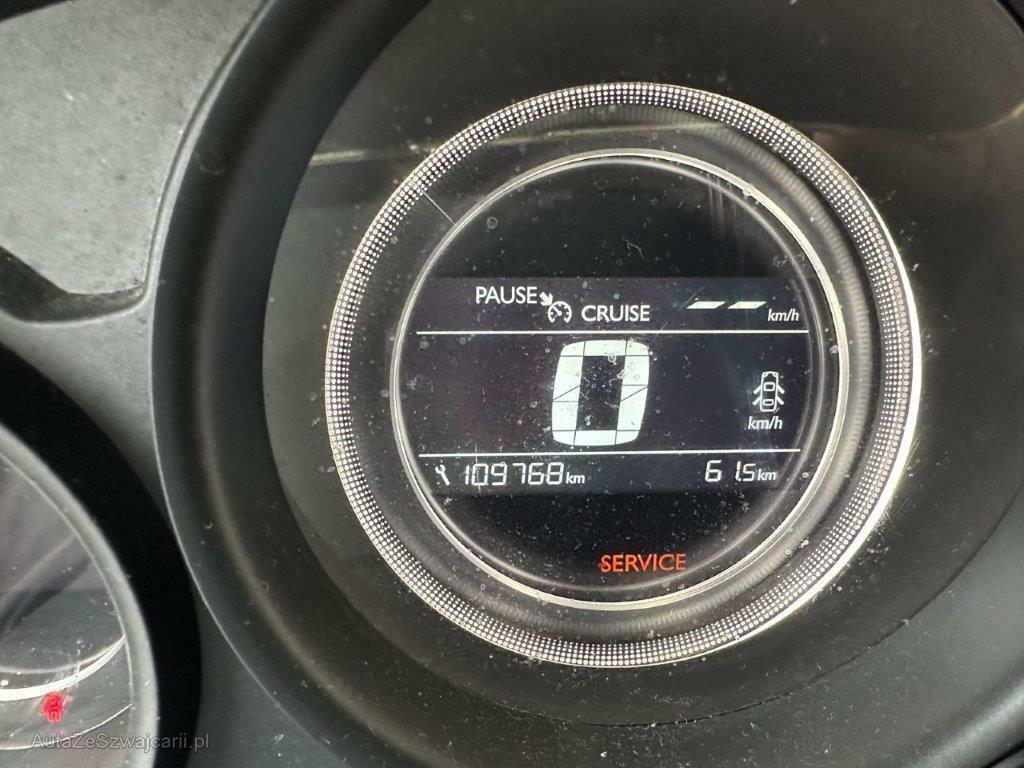 PAUSE
CRUISE -- km/h
0
km/h
109768 km 61.5 km
SERVICE
AutaZeSzwajcarii.pl